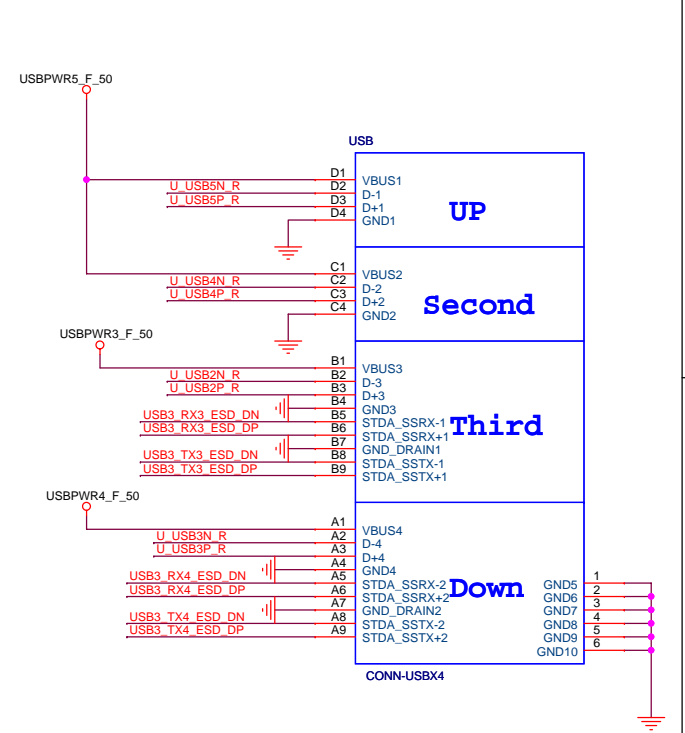 USBPWR5_F_50
USB
D1 VBUS1
U_USB5N_R D2 D-1
U_USB5P_R D3 D+1
D4 GND1
UP
C1 VBUS2
U_USB4N_R C2 D-2
U_USB4P_R C3 D+2
C4 GND2
Second
USBPWR3_F_50
B1 VBUS3
U_USB2N_R B2 D-3
U_USB2P_R B3 D+3
B4 GND3
USB3_RX3_ESD_DN B5 STDA_SSRX-1
USB3_RX3_ESD_DP B6 STDA_SSRX+1
B7 GND_DRAIN1
USB3_TX3_ESD_DN B8 STDA_SSTX-1
USB3_TX3_ESD_DP B9 STDA_SSTX+1
Third
USBPWR4_F_50
A1 VBUS4
U_USB3N_R A2 D-4
U_USB3P_R A3 D+4
A4 GND4
USB3_RX4_ESD_DN A5 STDA_SSRX-2
USB3_RX4_ESD_DP A6 STDA_SSRX+2
A7 GND_DRAIN2
USB3_TX4_ESD_DN A8 STDA_SSTX-2
USB3_TX4_ESD_DP A9 STDA_SSTX+2
Down
GND5 1
GND6 2
GND7 3
GND8 4
GND9 5
GND10 6
CONN-USBX4